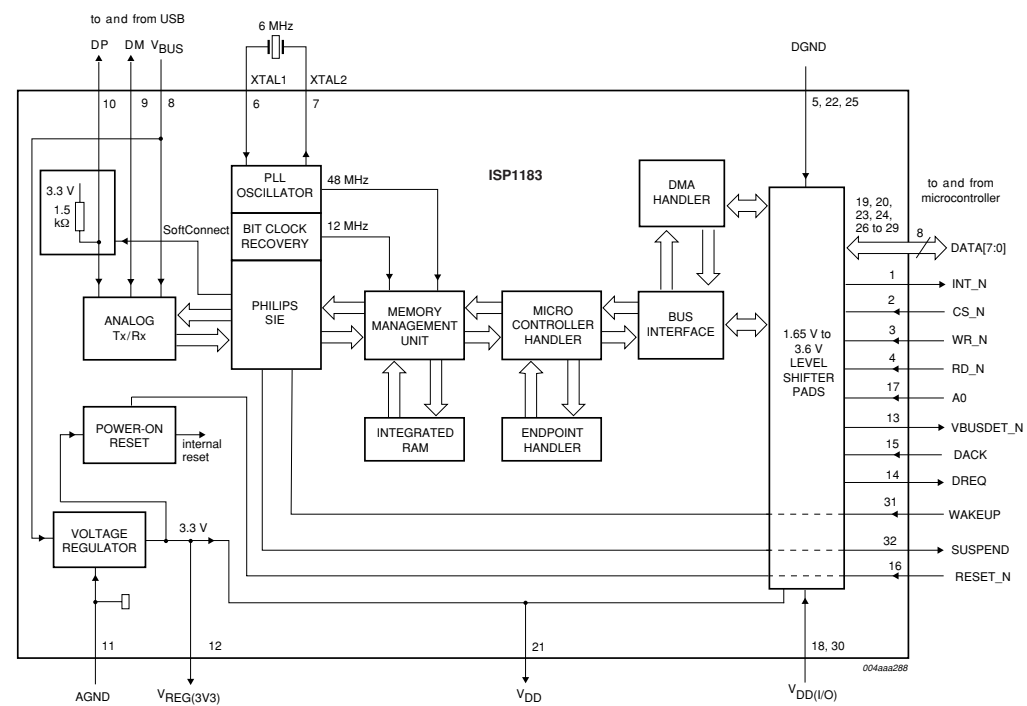 to and from USB
DP
DM
VBUS
6 MHz
XTAL1
XTAL2
DGND
10
9
8
6
7
5, 22, 25
ISP1183
3.3 V
1.5
kΩ
SoftConnect
PLL
OSCILLATOR
48 MHz
BIT CLOCK
RECOVERY
12 MHz
PHILIPS
SIE
ANALOG
Tx/Rx
MEMORY
MANAGEMENT
UNIT
MICRO
CONTROLLER
HANDLER
BUS
INTERFACE
DMA
HANDLER
INTEGRATED
RAM
ENDPOINT
HANDLER
1.65 V to
3.6 V
LEVEL
SHIFTER
PADS
to and from
microcontroller
19, 20,
23, 24,
26 to 29
8
DATA[7:0]
1
INT_N
2
CS_N
3
WR_N
4
RD_N
17
A0
13
VBUSDET_N
15
DACK
14
DREQ
31
WAKEUP
32
SUSPEND
16
RESET_N
POWER-ON
RESET
internal
reset
VOLTAGE
REGULATOR
3.3 V
11
12
21
18, 30
004aaa288
AGND
VREG(3V3)
VDD
VDD(I/O)